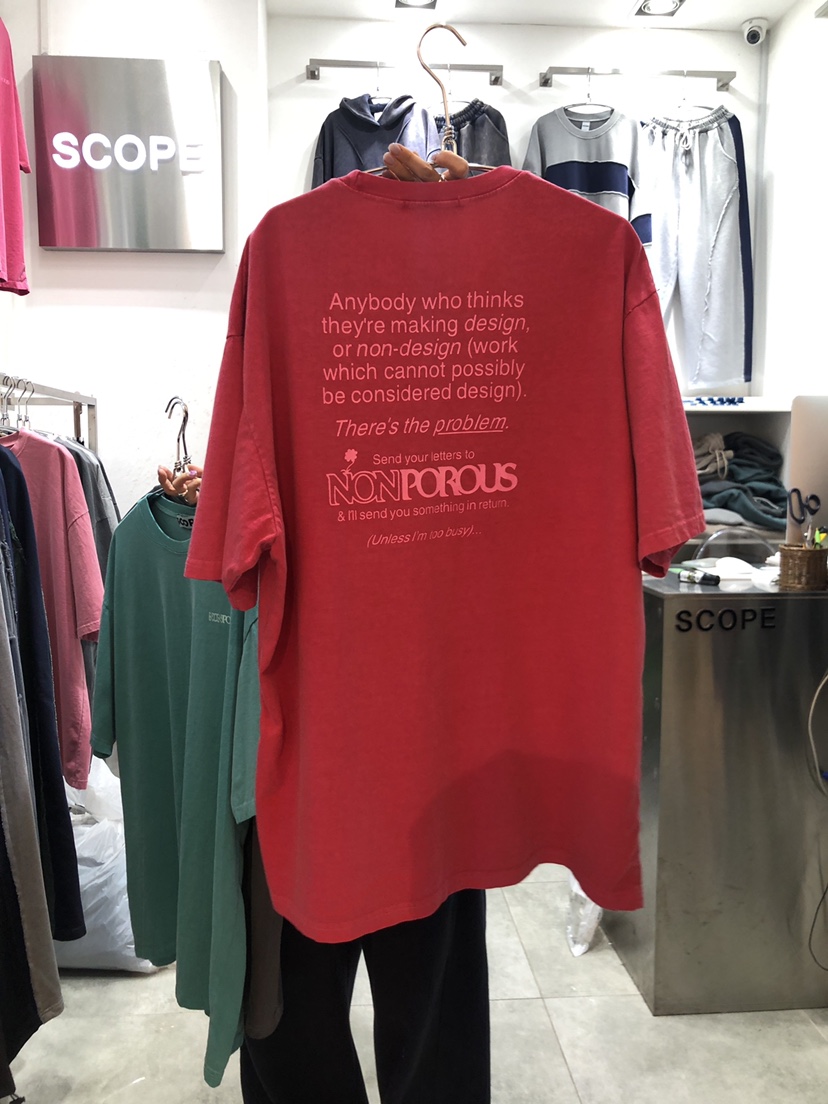 SCOPE
Anybody who thinks
they're making design,
or non-design (work
which cannot possibly
be considered design).
There's the problem.
Send your letters to
NONPOROUS
& I'll send you something in return.
(Unless I'm too busy)...
SCOPE